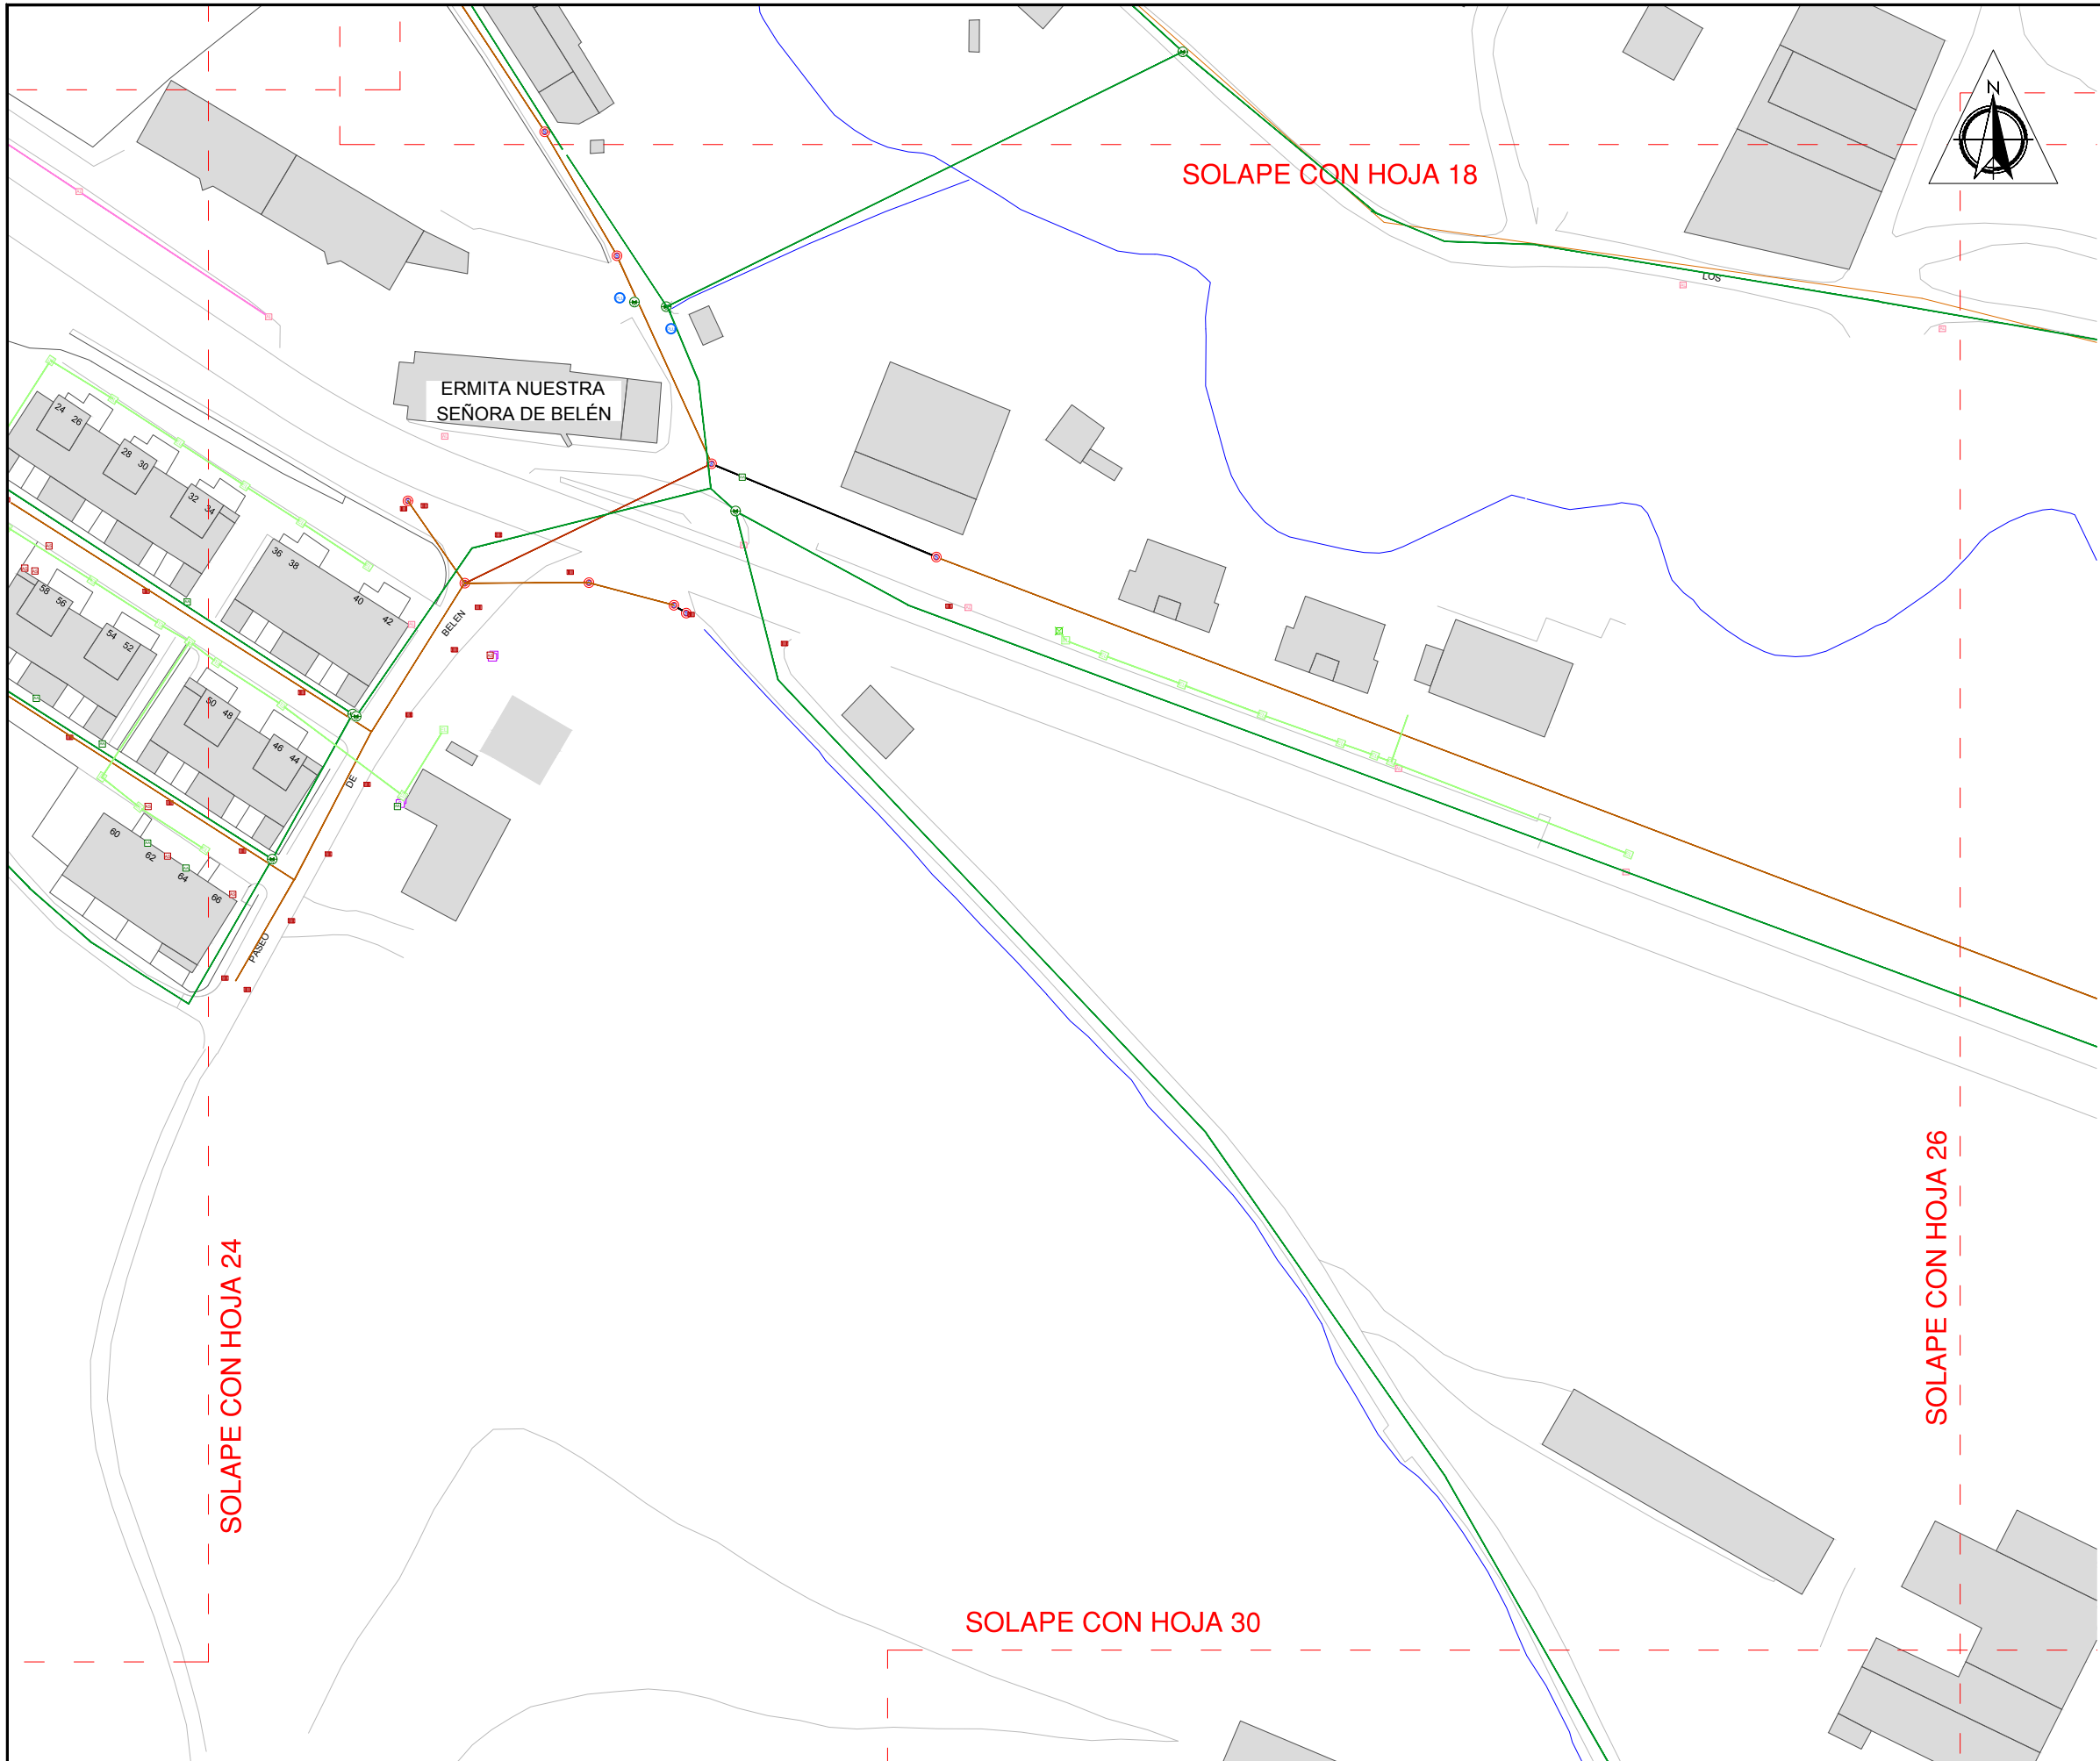 N
SOLAPE CON HOJA 18
LOS
ERMITA NUESTRA
SEÑORA DE BELÉN
24
26
28
30
32
34
36
38
40
42
58
56
54
52
50
48
46
44
60
62
64
66
PASEO
DE
BELEN
SOLAPE CON HOJA 24
SOLAPE CON HOJA 26
SOLAPE CON HOJA 30